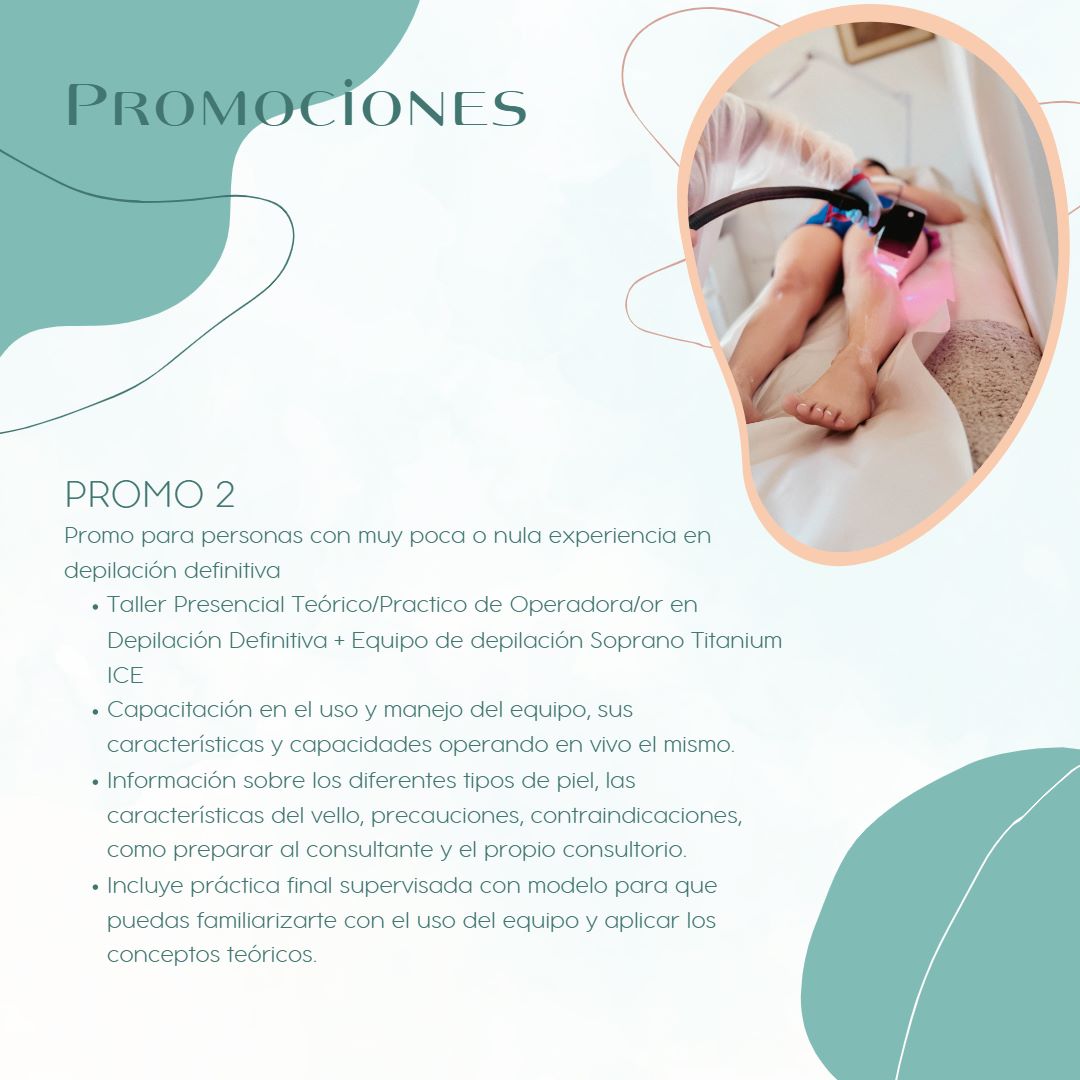 Promociones
PROMO 2
Promo para personas con muy poca o nula experiencia en
depilación definitiva
• Taller Presencial Teórico/Practico de Operadora/or en
Depilación Definitiva + Equipo de depilación Soprano Titanium
ICE
• Capacitación en el uso y manejo del equipo, sus
características y capacidades operando en vivo el mismo.
• Información sobre los diferentes tipos de piel, las
características del vello, precauciones, contraindicaciones,
como preparar al consultante y el propio consultorio.
• Incluye práctica final supervisada con modelo para que
puedas familiarizarte con el uso del equipo y aplicar los
conceptos teóricos.